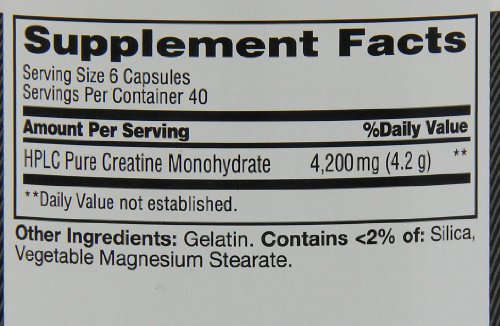 Supplement Facts
Serving Size 6 Capsules
Servings Per Container 40
Amount Per Serving %Daily Value
HPLC Pure Creatine Monohydrate 4,200 mg (4.2 g) **
**Daily Value not established.
Other Ingredients: Gelatin. Contains <2% of: Silica,
Vegetable Magnesium Stearate.